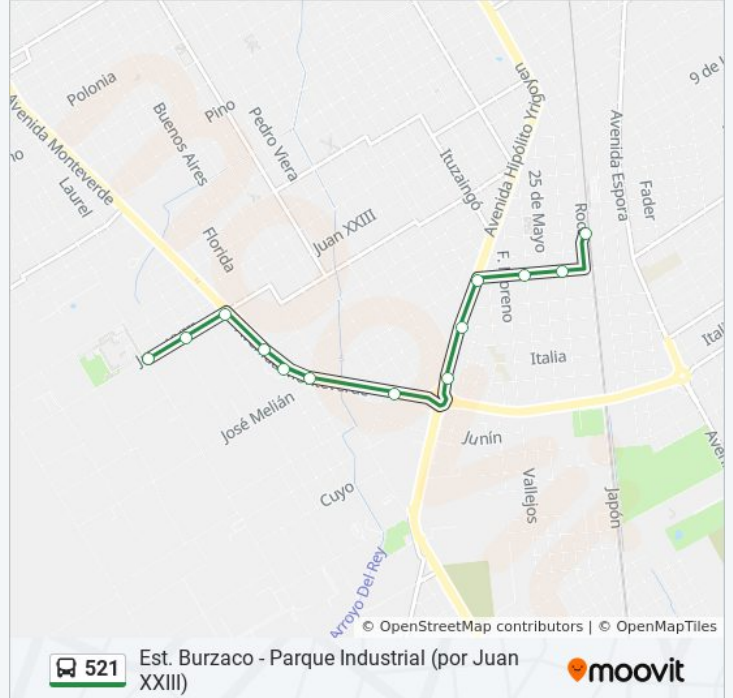 Polonia
Pino
9 de
Avenida Monteverde
Buenos Aires
Pedro Viera
Avenida Hipólito Yrigoyen
Avenida Espora
Ituzaingó
25 de Mayo
Fader
Laurel
Juan XXIII
Florida
Italia
José Melián
Junín
Cuyo
Vallejos
Japón
Arroyo Del Rey
© OpenStreetMap contributors | © OpenMapTiles
521
Est. Burzaco - Parque Industrial (por Juan
XXIII)
moovit